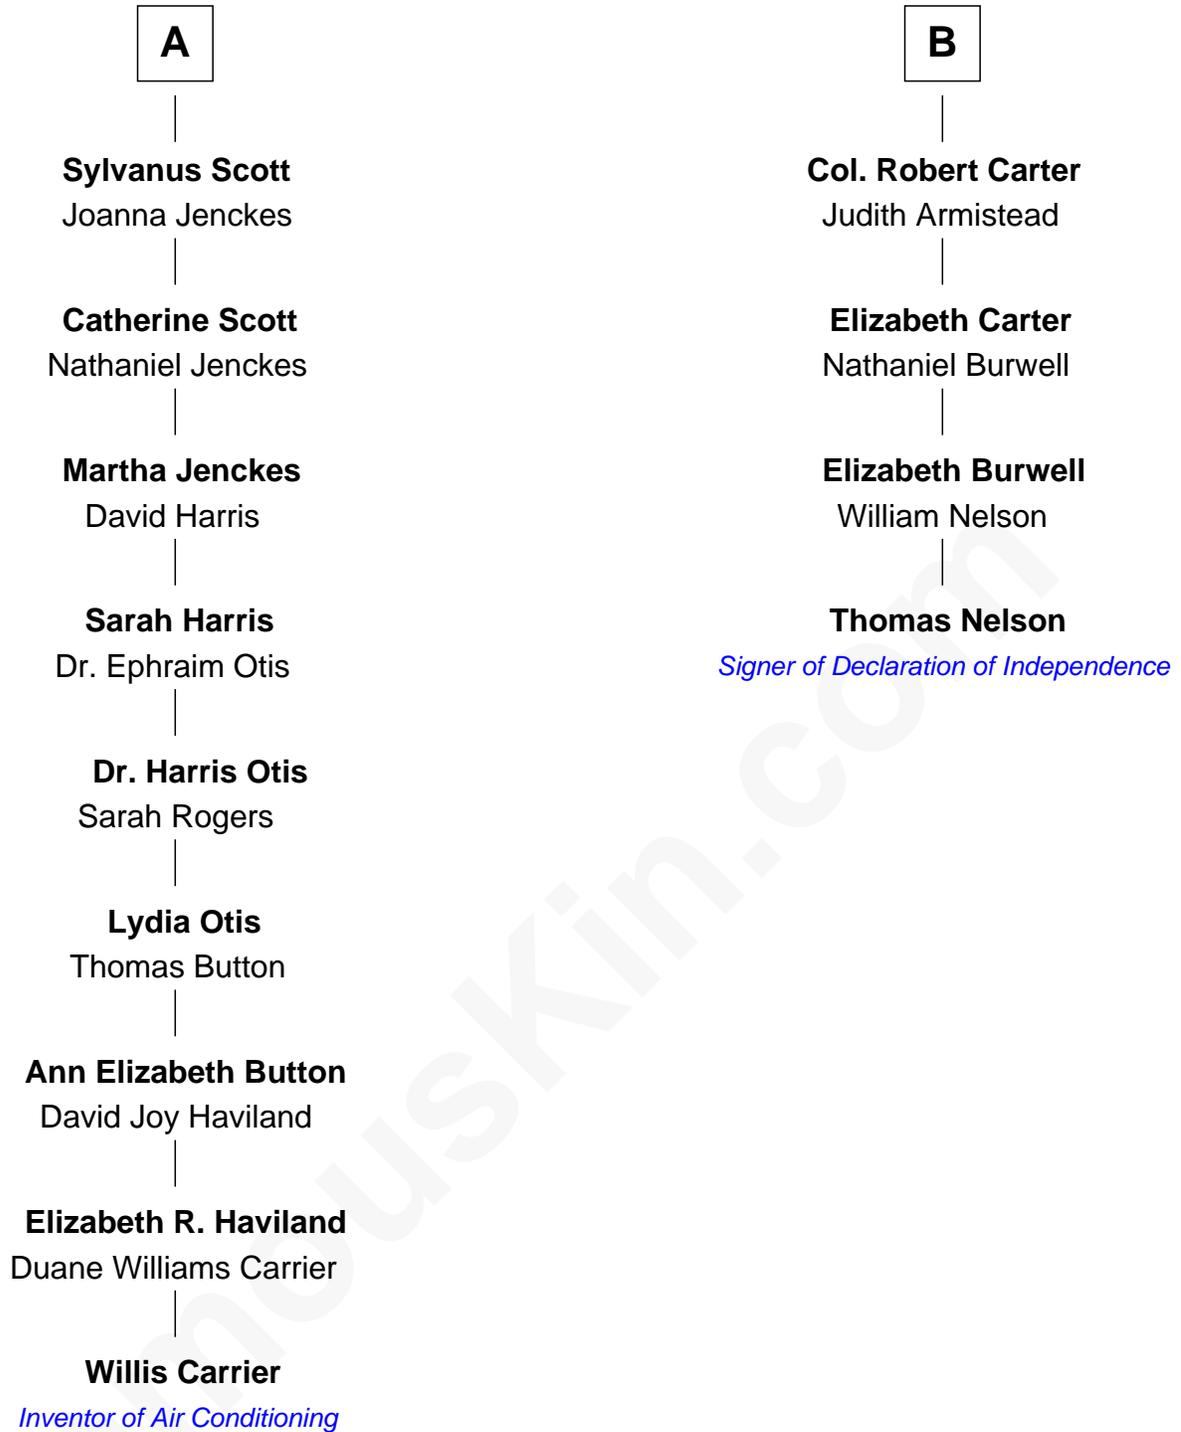 A
Sylvanus Scott
Joanna Jenckes
Catherine Scott
Nathaniel Jenckes
Martha Jenckes
David Harris
Sarah Harris
Dr. Ephraim Otis
Dr. Harris Otis
Sarah Rogers
Lydia Otis
Thomas Button
Ann Elizabeth Button
David Joy Haviland
Elizabeth R. Haviland
Duane Williams Carrier
Willis Carrier
Inventor of Air Conditioning
B
Col. Robert Carter
Judith Armistead
Elizabeth Carter
Nathaniel Burwell
Elizabeth Burwell
William Nelson
Thomas Nelson
Signer of Declaration of Independence
mousKin.com